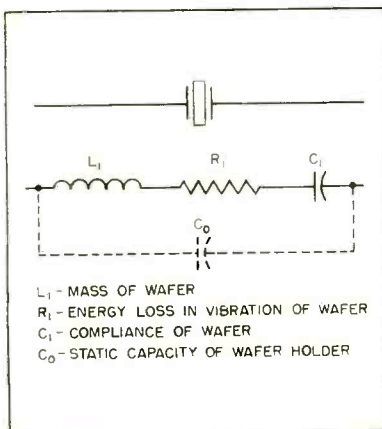 L₁ R₁ C₁
C₀
L₁ - MASS OF WAFER
R₁ - ENERGY LOSS IN VIBRATION OF WAFER
C₁ - COMPLIANCE OF WAFER
C₀ - STATIC CAPACITY OF WAFER HOLDER